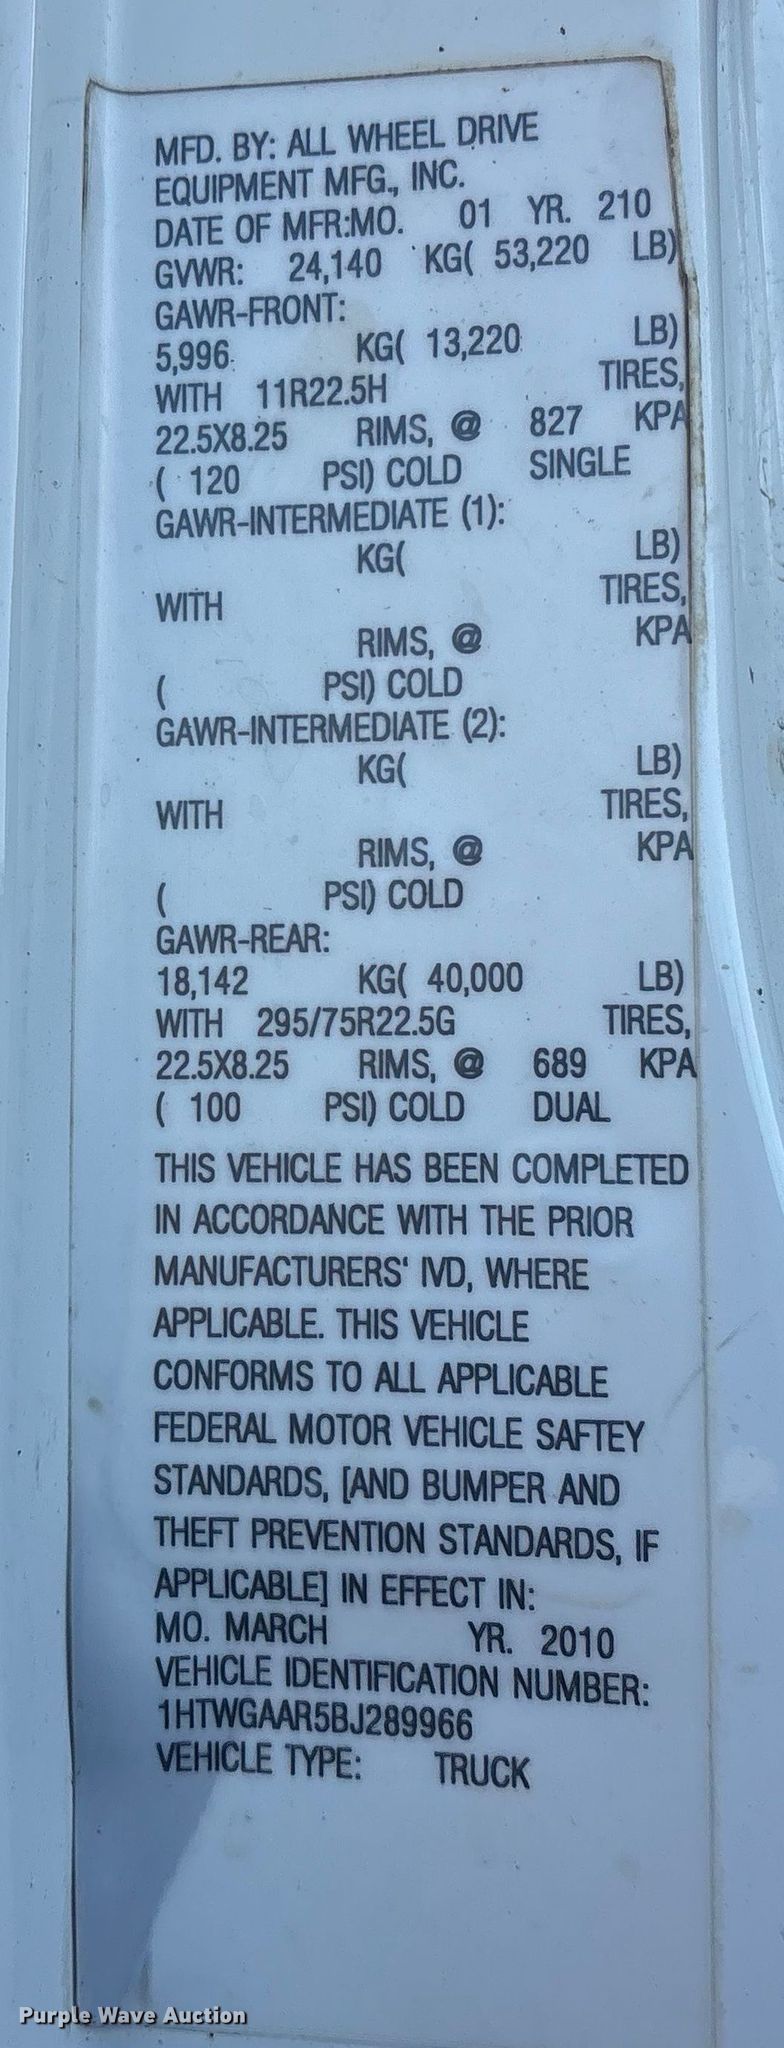 MFD. BY: ALL WHEEL DRIVE
EQUIPMENT MFG., INC.
DATE OF MFR:MO. 01 YR. 210
GVWR: 24,140 KG( 53,220 LB)
GAWR-FRONT:
5,996 KG( 13,220 LB)
WITH 11R22.5H TIRES,
22.5X8.25 RIMS, @ 827 KPA
( 120 PSI) COLD SINGLE
GAWR-INTERMEDIATE (1):
KG( LB)
WITH TIRES,
RIMS, @ KPA
( PSI) COLD
GAWR-INTERMEDIATE (2):
KG( LB)
WITH TIRES,
RIMS, @ KPA
( PSI) COLD
GAWR-REAR:
18,142 KG( 40,000 LB)
WITH 295/75R22.5G TIRES,
22.5X8.25 RIMS, @ 689 KPA
( 100 PSI) COLD DUAL
THIS VEHICLE HAS BEEN COMPLETED
IN ACCORDANCE WITH THE PRIOR
MANUFACTURERS' IVD, WHERE
APPLICABLE. THIS VEHICLE
CONFORMS TO ALL APPLICABLE
FEDERAL MOTOR VEHICLE SAFTEY
STANDARDS, [AND BUMPER AND
THEFT PREVENTION STANDARDS, IF
APPLICABLE] IN EFFECT IN:
MO. MARCH YR. 2010
VEHICLE IDENTIFICATION NUMBER:
1HTWGAAR5BJ289966
VEHICLE TYPE: TRUCK
Purple Wave Auction